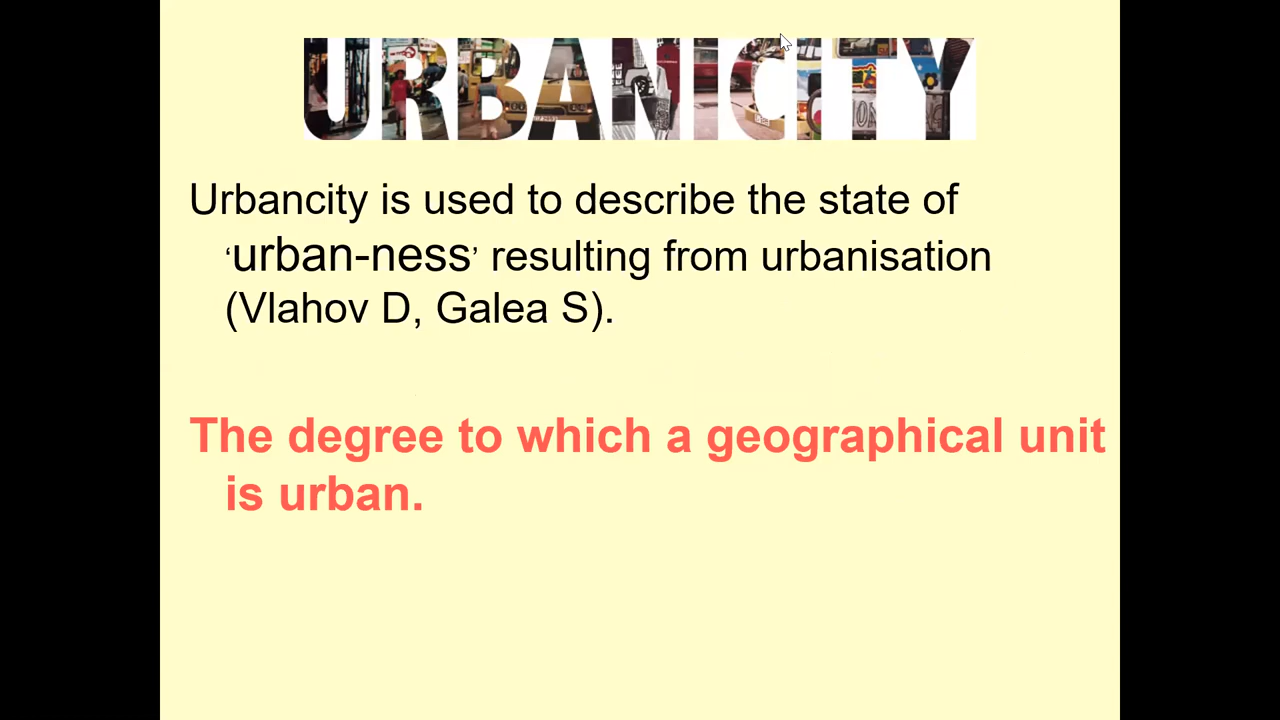 URBANICITY
Urbancity is used to describe the state of
‘urban-ness’ resulting from urbanisation
(Vlahov D, Galea S).
The degree to which a geographical unit
is urban.